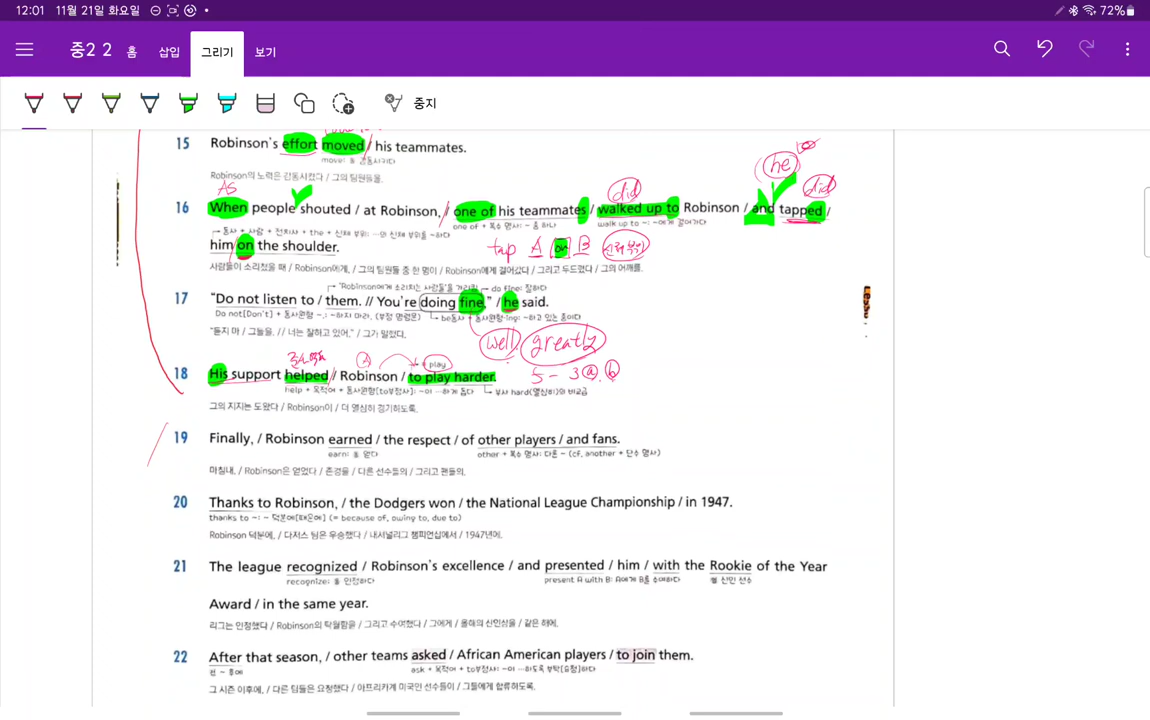 12:01 11월 21일 화요일 72%
중2 2 홈 삽입 그리기 보기
중지
15 Robinson's effort moved / his teammates.
move: 를 감동시키다
Robinson의 노력은 감동시켰다 / 그의 팀원들을.
he
As did did
16 When people shouted / at Robinson, / one of his teammates / walked up to Robinson / and tapped /
동사 + 사람 + 전치사 + the + 신체 부위: …의 신체 부위를 ~하다 one of + 복수 명사: ~ 중 하나 walk up to ~: ~에게 걸어가다
him / on the shoulder. tap A on B
사람들이 소리쳤을 때 / Robinson에게, / 그의 팀원들 중 한 명이 / Robinson에게 걸어갔다 / 그리고 두드렸다 / 그의 어깨를.
do fine: 잘하다
17 "Do not listen to / them. // You're doing fine," / he said.
Do not[Don't] + 동사원형 ~.: ~하지 마라. (부정 명령문) be동사 + 동사원형-ing: ~하고 있는 중이다
"듣지 마 / 그들을. // 너는 잘하고 있어," / 그가 말했다.
well greatly
A play
18 His support helped / Robinson / to play harder. 5 - 3 a. b
help + 목적어 + 동사원형[to부정사]: ~이 …하게 돕다 부사 hard(열심히)의 비교급
그의 지지는 도왔다 / Robinson이 / 더 열심히 경기하도록.
19 Finally, / Robinson earned / the respect / of other players / and fans.
earn: 를 얻다 other + 복수 명사: 다른 ~ (cf. another + 단수 명사)
마침내, / Robinson은 얻었다 / 존경을 / 다른 선수들의 / 그리고 팬들의.
20 Thanks to Robinson, / the Dodgers won / the National League Championship / in 1947.
thanks to ~: ~ 덕분에[때문에] (= because of, owing to, due to)
Robinson 덕분에, / 다저스 팀은 우승했다 / 내셔널리그 챔피언십에서 / 1947년에.
21 The league recognized / Robinson's excellence / and presented / him / with the Rookie of the Year
recognize: 를 인정하다 present A with B: A에게 B를 수여하다 명 신인 선수
Award / in the same year.
리그는 인정했다 / Robinson의 탁월함을 / 그리고 수여했다 / 그에게 / 올해의 신인상을 / 같은 해에.
22 After that season, / other teams asked / African American players / to join them.
전 ~ 후에 ask + 목적어 + to부정사: ~이 …하도록 부탁[요청]하다
그 시즌 이후에, / 다른 팀들은 요청했다 / 아프리카계 미국인 선수들이 / 그들에게 합류하도록.